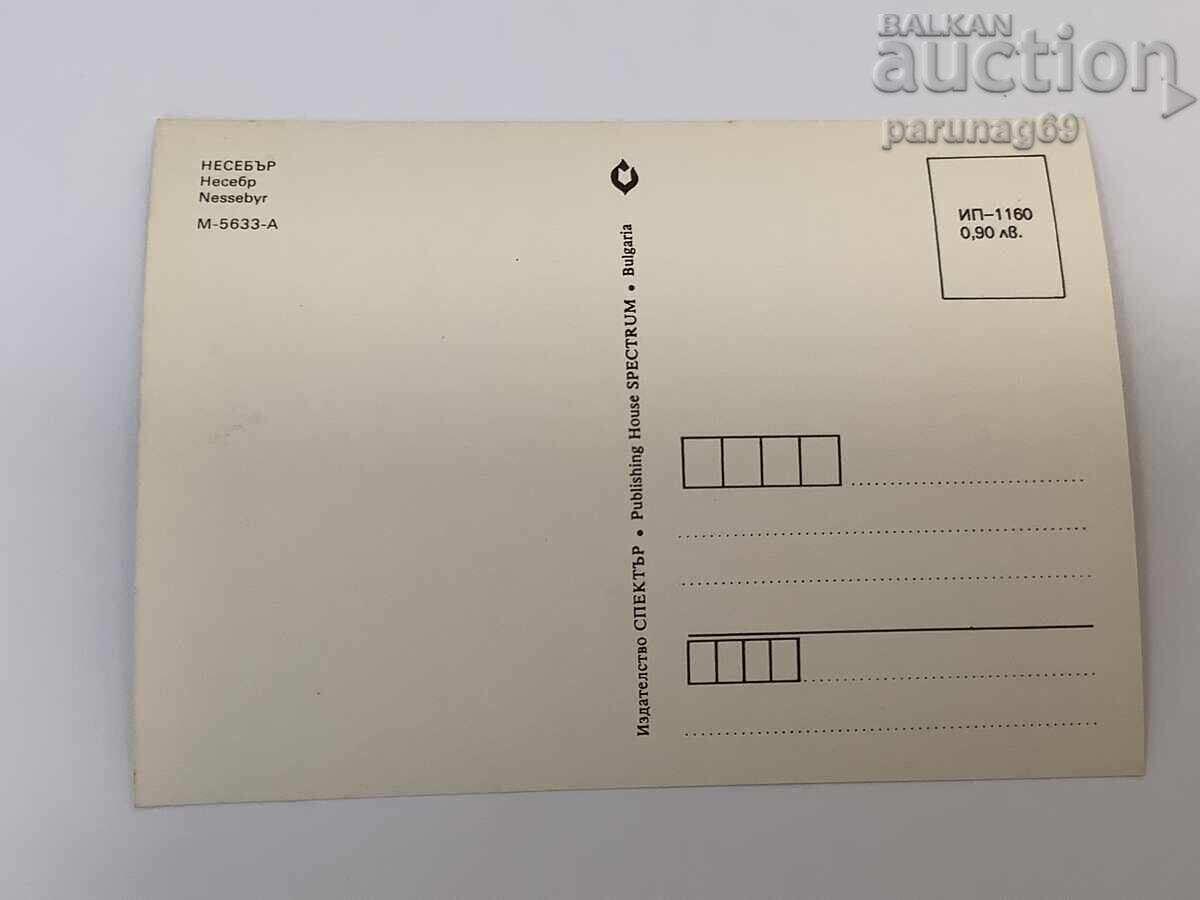 BALKAN
auction
parunag69
НЕСЕБЪР
Несебр
Nessebyr
М-5633-А
Издателство СПЕКТЪР • Publishing House SPECTRUM • Bulgaria
ИП-1160
0,90 лв.